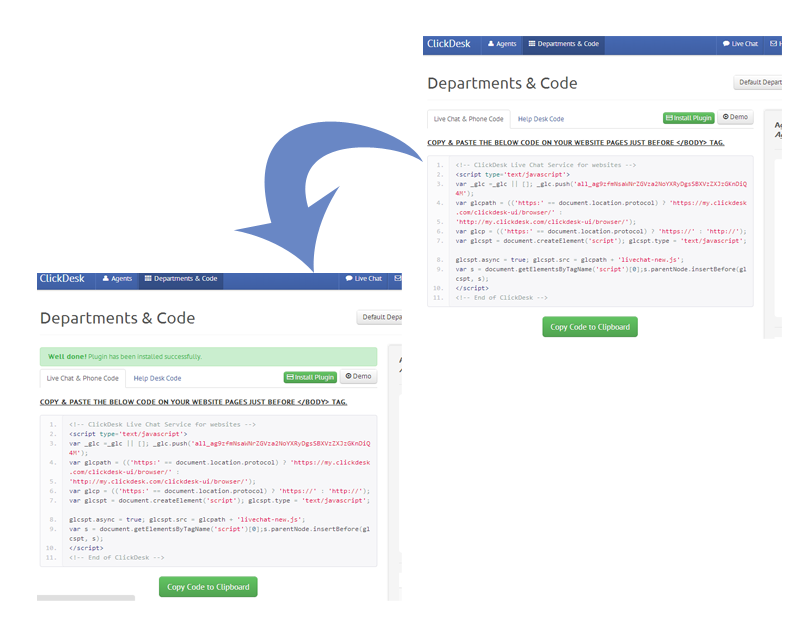 ClickDesk Agents Departments & Code Live Chat
Departments & Code Default Depart
Live Chat & Phone Code Help Desk Code Install Plugin Demo
COPY & PASTE THE BELOW CODE ON YOUR WEBSITE PAGES JUST BEFORE </BODY> TAG.
1. <!-- ClickDesk Live Chat Service for websites -->
2. <script type='text/javascript'>
3. var _glc =_glc || []; _glc.push('all_ag9zfmNsaWNrZGVza2NoYXRyDgsSBXVzZXJzGKnDiQ
4M');
4. var glcpath = (('https:' == document.location.protocol) ? 'https://my.clickdesk
.com/clickdesk-ui/browser/' :
5. 'http://my.clickdesk.com/clickdesk-ui/browser/');
6. var glcp = (('https:' == document.location.protocol) ? 'https://' : 'http://');
7. var glcspt = document.createElement('script'); glcspt.type = 'text/javascript';
8. glcspt.async = true; glcspt.src = glcpath + 'livechat-new.js';
9. var s = document.getElementsByTagName('script')[0];s.parentNode.insertBefore(gl
cspt, s);
10. </script>
11. <!-- End of ClickDesk -->
Copy Code to Clipboard
ClickDesk Agents Departments & Code Live Chat
Departments & Code Default Depa
Well done! Plugin has been installed successfully.
Live Chat & Phone Code Help Desk Code Install Plugin Demo
COPY & PASTE THE BELOW CODE ON YOUR WEBSITE PAGES JUST BEFORE </BODY> TAG.
1. <!-- ClickDesk Live Chat Service for websites -->
2. <script type='text/javascript'>
3. var _glc =_glc || []; _glc.push('all_ag9zfmNsaWNrZGVza2NoYXRyDgsSBXVzZXJzGKnDiQ
4M');
4. var glcpath = (('https:' == document.location.protocol) ? 'https://my.clickdesk
.com/clickdesk-ui/browser/' :
5. 'http://my.clickdesk.com/clickdesk-ui/browser/');
6. var glcp = (('https:' == document.location.protocol) ? 'https://' : 'http://');
7. var glcspt = document.createElement('script'); glcspt.type = 'text/javascript';
8. glcspt.async = true; glcspt.src = glcpath + 'livechat-new.js';
9. var s = document.getElementsByTagName('script')[0];s.parentNode.insertBefore(gl
cspt, s);
10. </script>
11. <!-- End of ClickDesk -->
Copy Code to Clipboard